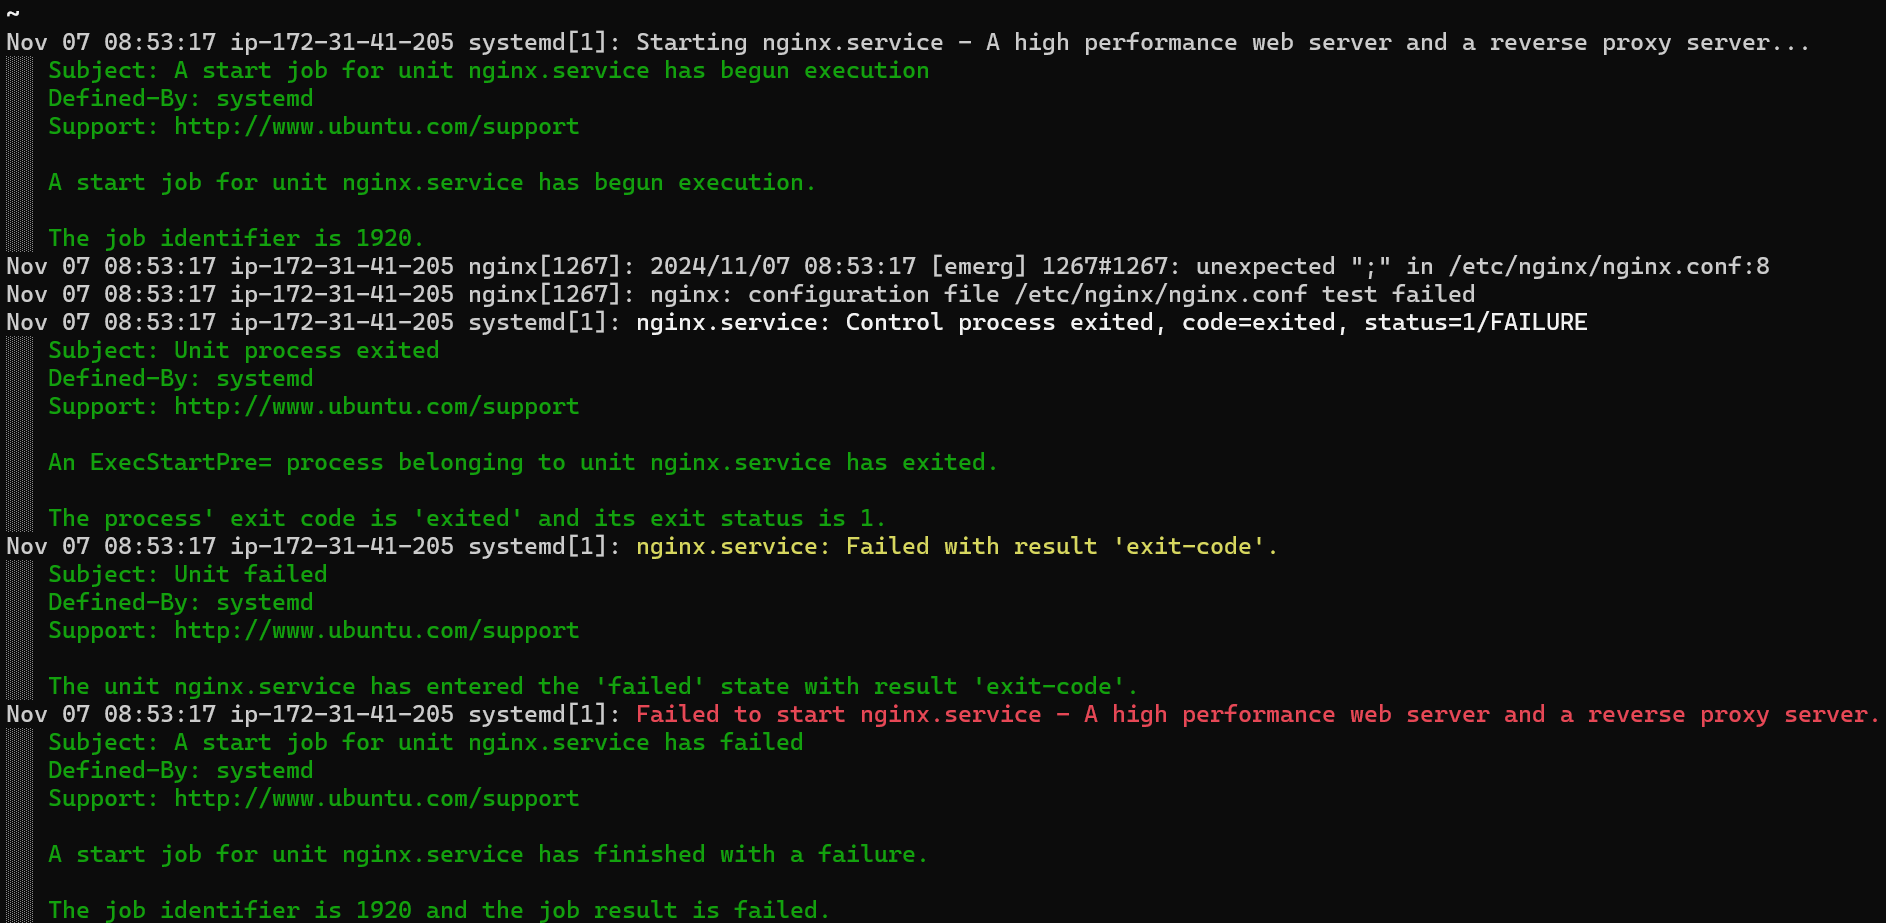 ~
Nov 07 08:53:17 ip-172-31-41-205 systemd[1]: Starting nginx.service - A high performance web server and a reverse proxy server...
Subject: A start job for unit nginx.service has begun execution
Defined-By: systemd
Support: http://www.ubuntu.com/support
A start job for unit nginx.service has begun execution.
The job identifier is 1920.
Nov 07 08:53:17 ip-172-31-41-205 nginx[1267]: 2024/11/07 08:53:17 [emerg] 1267#1267: unexpected ";" in /etc/nginx/nginx.conf:8
Nov 07 08:53:17 ip-172-31-41-205 nginx[1267]: nginx: configuration file /etc/nginx/nginx.conf test failed
Nov 07 08:53:17 ip-172-31-41-205 systemd[1]: nginx.service: Control process exited, code=exited, status=1/FAILURE
Subject: Unit process exited
Defined-By: systemd
Support: http://www.ubuntu.com/support
An ExecStartPre= process belonging to unit nginx.service has exited.
The process' exit code is 'exited' and its exit status is 1.
Nov 07 08:53:17 ip-172-31-41-205 systemd[1]: nginx.service: Failed with result 'exit-code'.
Subject: Unit failed
Defined-By: systemd
Support: http://www.ubuntu.com/support
The unit nginx.service has entered the 'failed' state with result 'exit-code'.
Nov 07 08:53:17 ip-172-31-41-205 systemd[1]: Failed to start nginx.service - A high performance web server and a reverse proxy server.
Subject: A start job for unit nginx.service has failed
Defined-By: systemd
Support: http://www.ubuntu.com/support
A start job for unit nginx.service has finished with a failure.
The job identifier is 1920 and the job result is failed.